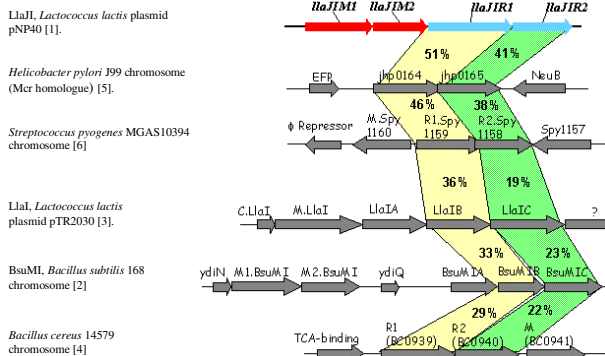 llaJIM1 llaJIM2 llaJIR1 llaJIR2
LlaJI, Lactococcus lactis plasmid
pNP40 [1].
51% 41%
Helicobacter pylori J99 chromosome
(Mcr homologue) [5].
EFP jhp0164 jhp0165 NeuB
46% 38%
Streptococcus pyogenes MGAS10394
chromosome [6]
φ Repressor M.Spy 1160 R1.Spy 1159 R2.Spy 1158 Spy1157
36% 19%
LlaI, Lactococcus lactis
plasmid pTR2030 [3].
C.LlaI M.LlaI LlaIA LlaIB LlaIC ?
33% 23%
BsuMI, Bacillus subtilis 168
chromosome [2]
ydiN M1.BsuMI M2.BsuMI ydiQ BsuMIA BsuMIB BsuMIC
29% 22%
Bacillus cereus 14579
chromosome [4]
TCA-binding R1 (BC0939) R2 (BC0940) M (BC0941)